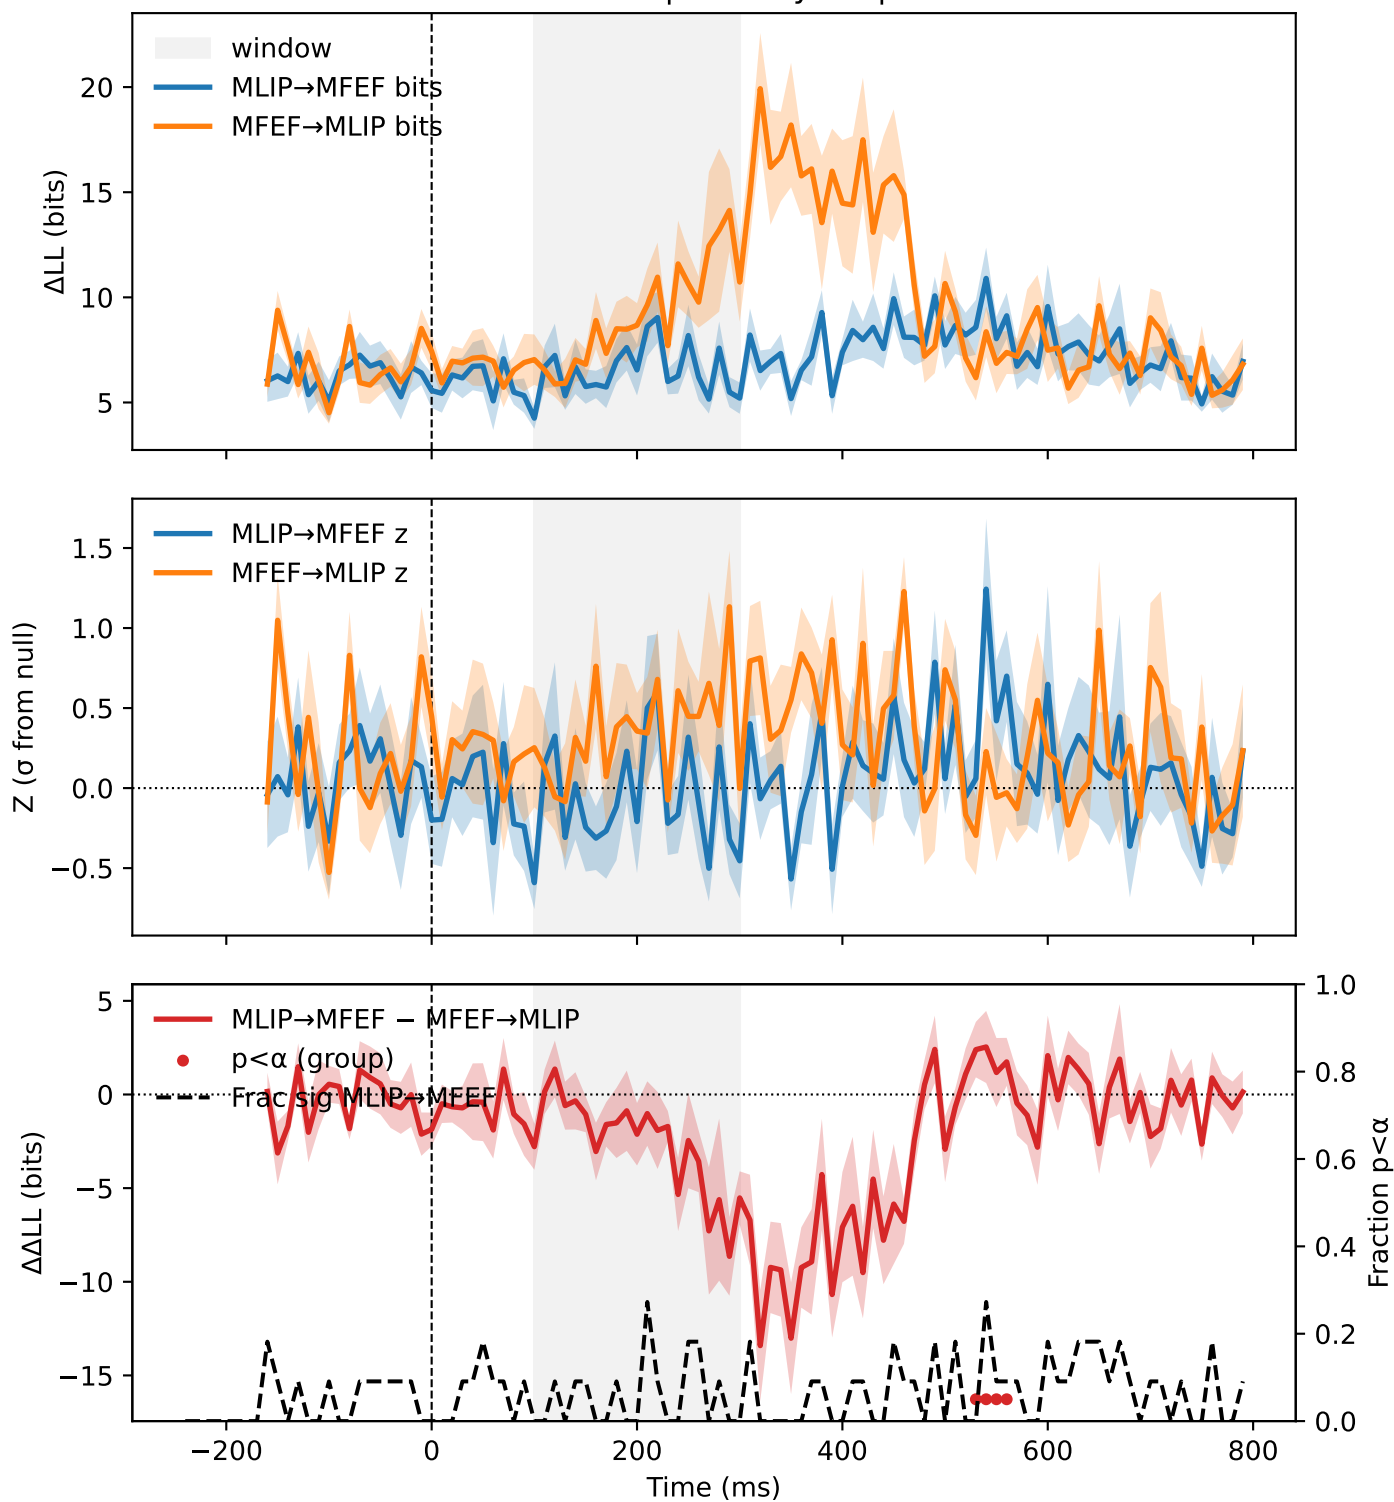 window
MLIP→MFEF bits
MFEF→MLIP bits
20
15
10
5
ΔLL (bits)
MLIP→MFEF z
MFEF→MLIP z
1.5
1.0
0.5
0.0
−0.5
Z (σ from null)
MLIP→MFEF − MFEF→MLIP
p<α (group)
Frac sig MLIP→MFEF
5
0
−5
−10
−15
ΔΔLL (bits)
1.0
0.8
0.6
0.4
0.2
0.0
Fraction p<α
−200
0
200
400
600
800
Time (ms)